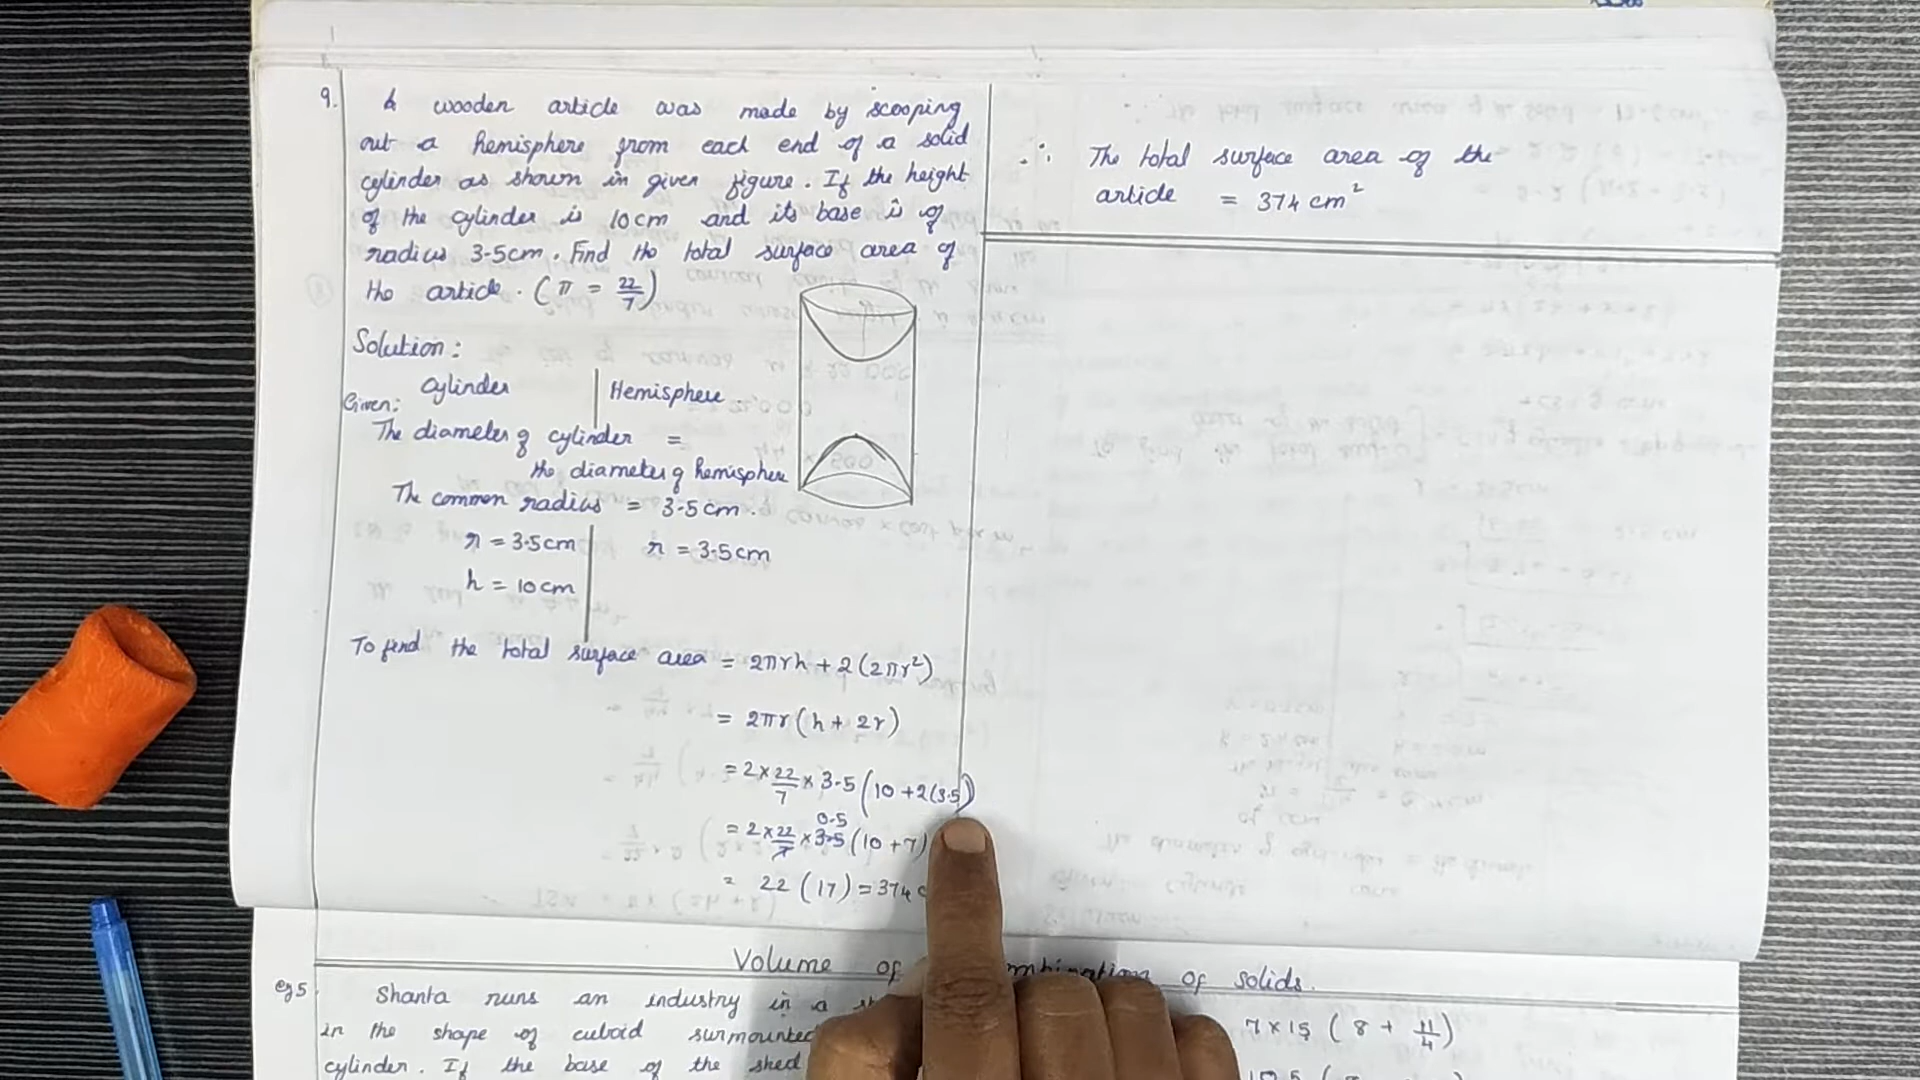 9. A wooden article was made by scooping
out a hemisphere from each end of a solid
cylinder as shown in given figure. If the height
of the cylinder is 10cm and its base is of
radius 3.5cm. Find the total surface area of
the article. (π = 22/7)
Solution:
Cylinder | Hemisphere.
Given:
The diameter of cylinder =
the diameter of hemisphere
The common radius = 3.5cm.
r = 3.5cm | r = 3.5cm
h = 10cm
To find the total surface area = 2πrh + 2(2πr²)
= 2πr(h + 2r)
= 2 × 22/7 × 3.5 (10 + 2(3.5))
0.5
= 2 × 22/7 × 3.5 (10 + 7)
= 22 (17) = 374
∴ The total surface area of the
article = 374 cm²
Volume of of solids.
eg 5. Shanta runs an industry in a
in the shape of cuboid surmounted
cylinder. If the base of the shed
7 × 15 ( 8 + 11/4 )